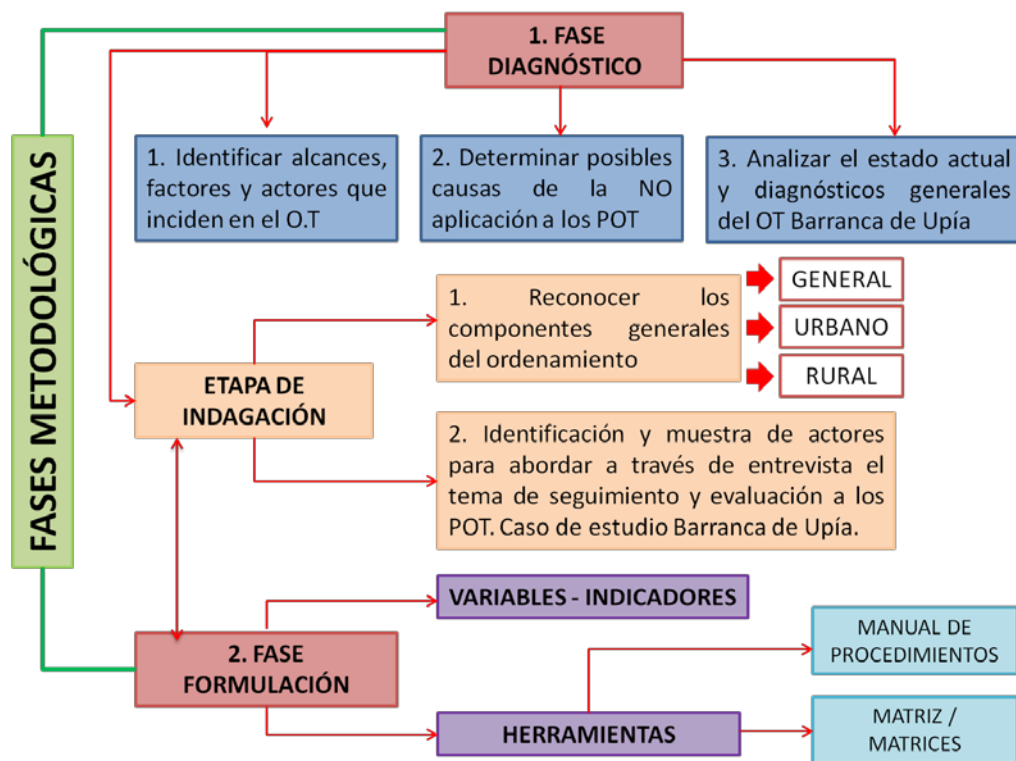 FASES METODOLÓGICAS
1. FASE
DIAGNÓSTICO
1. Identificar alcances,
factores y actores que
inciden en el O.T
2. Determinar posibles
causas de la NO
aplicación a los POT
3. Analizar el estado actual
y diagnósticos generales
del OT Barranca de Upía
ETAPA DE
INDAGACIÓN
1. Reconocer los
componentes generales
del ordenamiento
GENERAL
URBANO
RURAL
2. Identificación y muestra de actores
para abordar a través de entrevista el
tema de seguimiento y evaluación a los
POT. Caso de estudio Barranca de Upía.
2. FASE
FORMULACIÓN
VARIABLES - INDICADORES
HERRAMIENTAS
MANUAL DE
PROCEDIMIENTOS
MATRIZ /
MATRICES